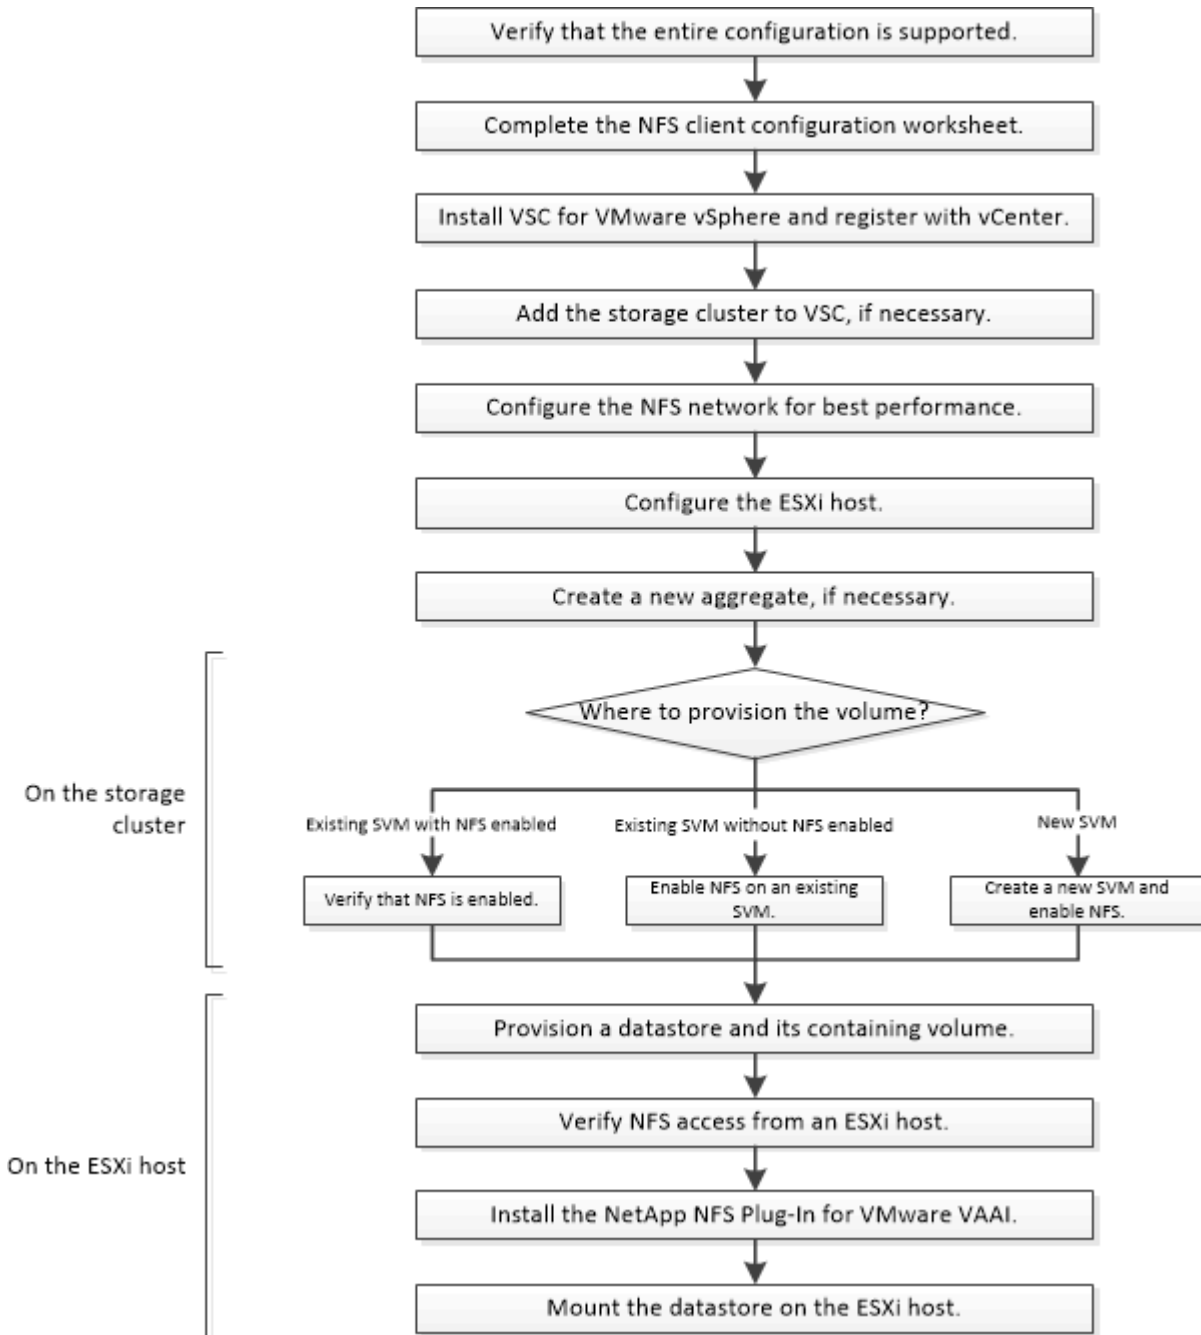 Verify that the entire configuration is supported.
Complete the NFS client configuration worksheet.
Install VSC for VMware vSphere and register with vCenter.
Add the storage cluster to VSC, if necessary.
Configure the NFS network for best performance.
Configure the ESXi host.
Create a new aggregate, if necessary.
Where to provision the volume?
On the storage
cluster
Existing SVM with NFS enabled
Existing SVM without NFS enabled
New SVM
Verify that NFS is enabled.
Enable NFS on an existing
SVM.
Create a new SVM and
enable NFS.
Provision a datastore and its containing volume.
Verify NFS access from an ESXi host.
On the ESXi host
Install the NetApp NFS Plug-In for VMware VAAI.
Mount the datastore on the ESXi host.